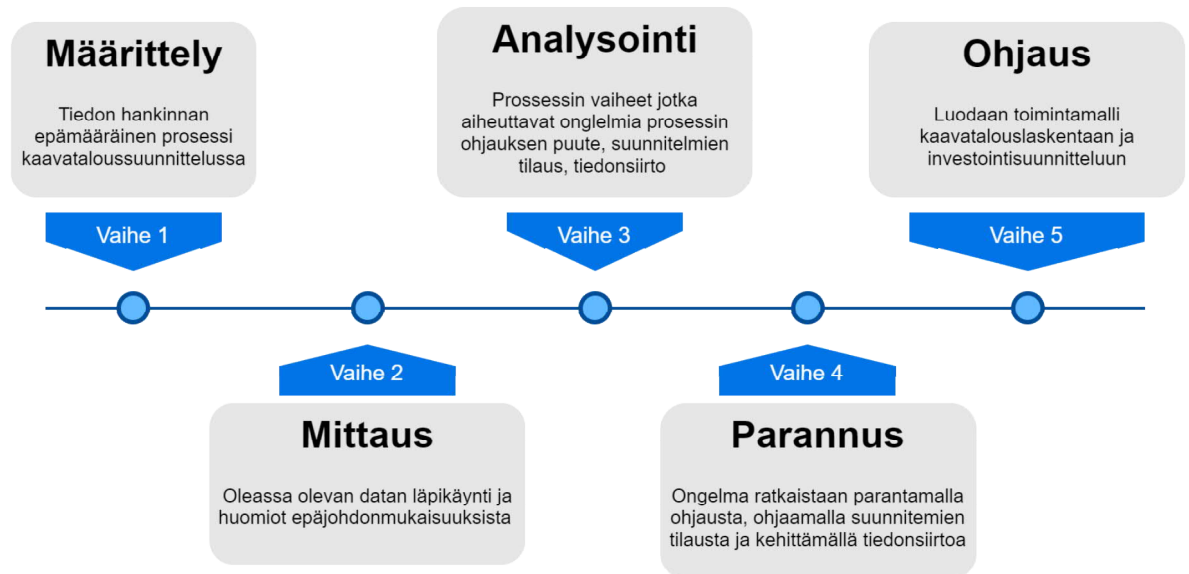 Määrittely
Tiedon hankinnan
epämääräinen prosessi
kaavataloussuunnittelussa
Vaihe 1
Vaihe 2
Mittaus
Oleassa olevan datan läpikäynti ja
huomiot epäjohdonmukaisuuksista
Analysointi
Prossessin vaiheet jotka
aiheuttavat onglelmia prosessin
ohjauksen puute, suunnitelmien
tilaus, tiedonsiirto
Vaihe 3
Vaihe 4
Parannus
Ongelma ratkaistaan parantamalla
ohjausta, ohjaamalla suunnitemien
tilausta ja kehittämällä tiedonsiirtoa
Ohjaus
Luodaan toimintamalli
kaavatalouslaskentaan ja
investointisuunnitteluun
Vaihe 5